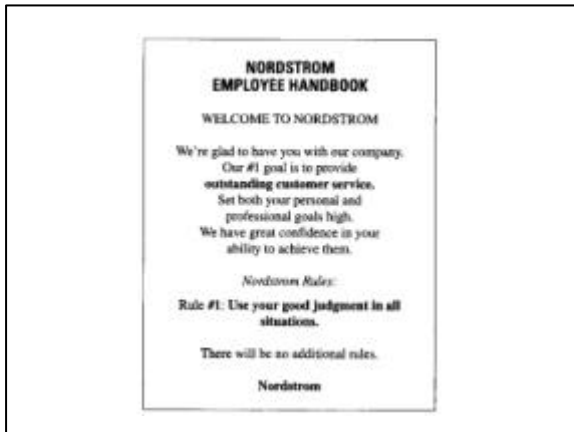 NORDSTROM
EMPLOYEE HANDBOOK
WELCOME TO NORDSTROM
We're glad to have you with our company.
Our #1 goal is to provide
outstanding customer service.
Set both your personal and
professional goals high.
We have great confidence in your
ability to achieve them.
Nordstrom Rules:
Rule #1: Use your good judgment in all
situations.
There will be no additional rules.
Nordstrom